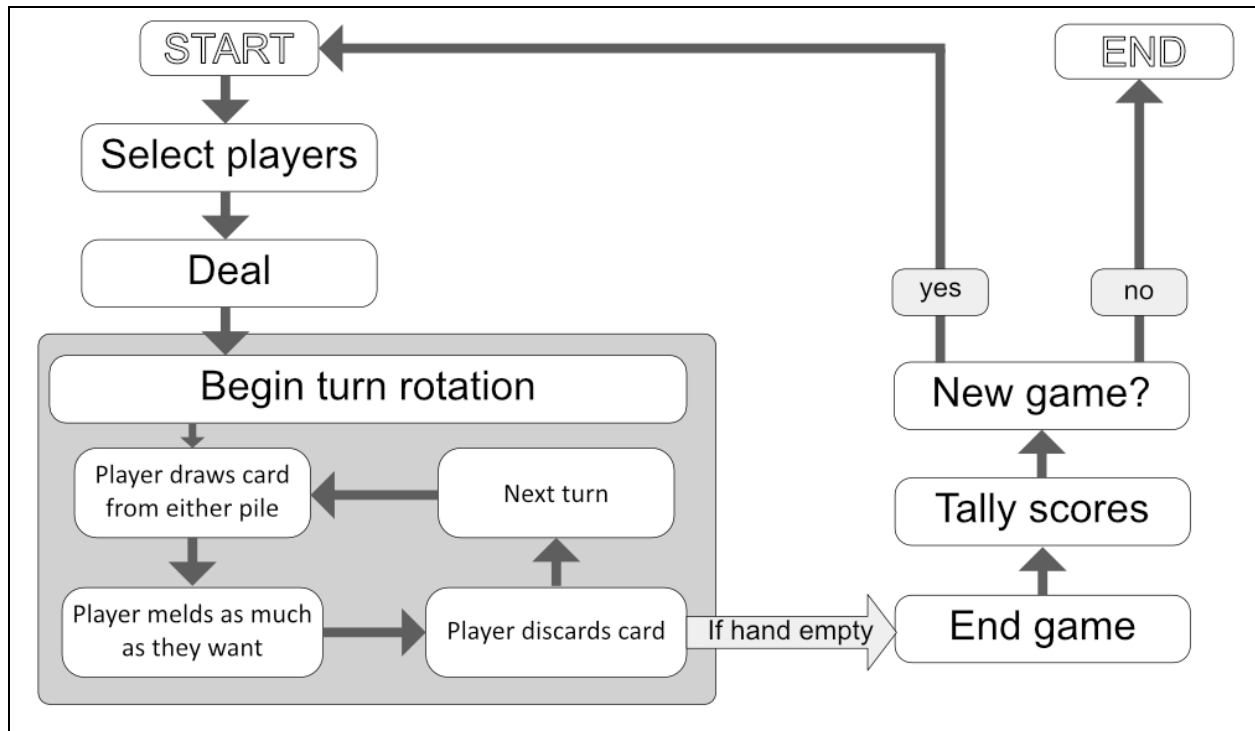 START
END
Select players
Deal
yes
no
Begin turn rotation
New game?
Player draws card
from either pile
Next turn
Tally scores
Player melds as much
as they want
Player discards card
If hand empty
End game